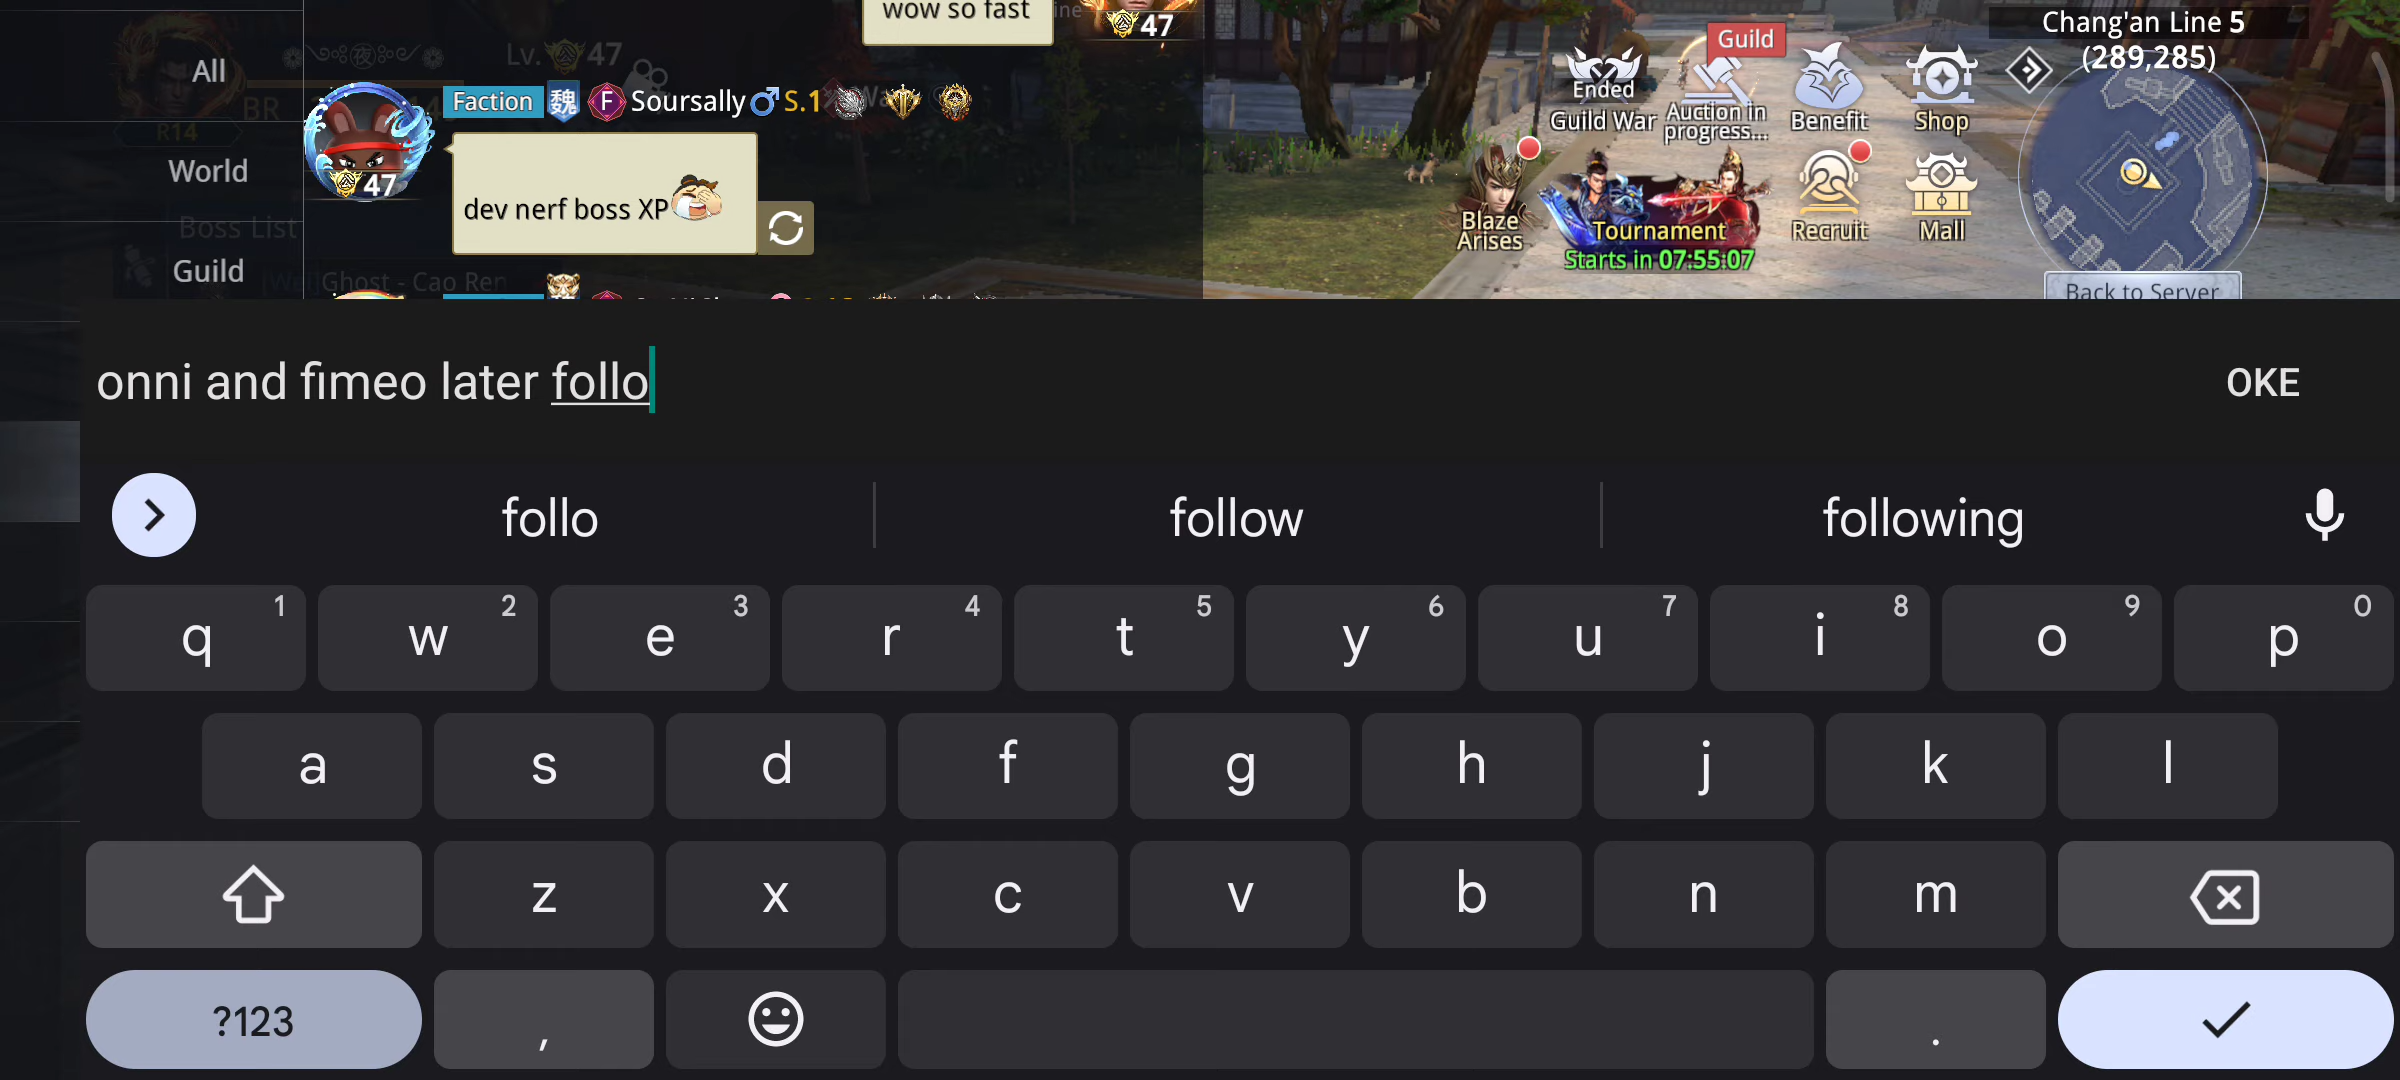 wow so fast
47
Chang'an Line 5
(289,285)
All
Lv. 47
BR
R14
World
Boss List
Guild
Ghost - Cao Ren
Faction 魏 F Soursally ♂ S.1
47
dev nerf boss XP
Guild
Ended
Guild War
Auction in
progress...
Benefit
Shop
Blaze
Arises
Tournament
Starts in 07:55:07
Recruit
Mall
Back to Server
onni and fimeo later follo
OKE
follo
follow
following
q 1 w 2 e 3 r 4 t 5 y 6 u 7 i 8 o 9 p 0
a s d f g h j k l
z x c v b n m
?123 , .